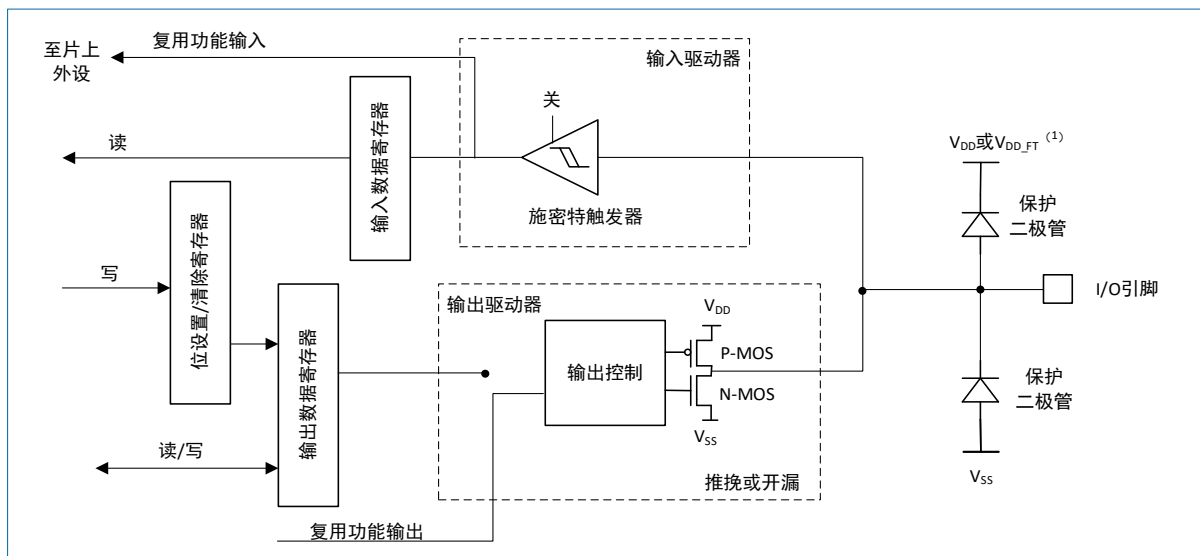 至片上
外设
复用功能输入
输入驱动器
关
读
输入数据寄存器
施密特触发器
V_DD或V_DD_FT (1)
保护
二极管
写
位设置/清除寄存器
I/O引脚
输出驱动器
V_DD
输出控制
P-MOS
N-MOS
V_SS
输出数据寄存器
保护
二极管
读/写
推挽或开漏
V_SS
复用功能输出